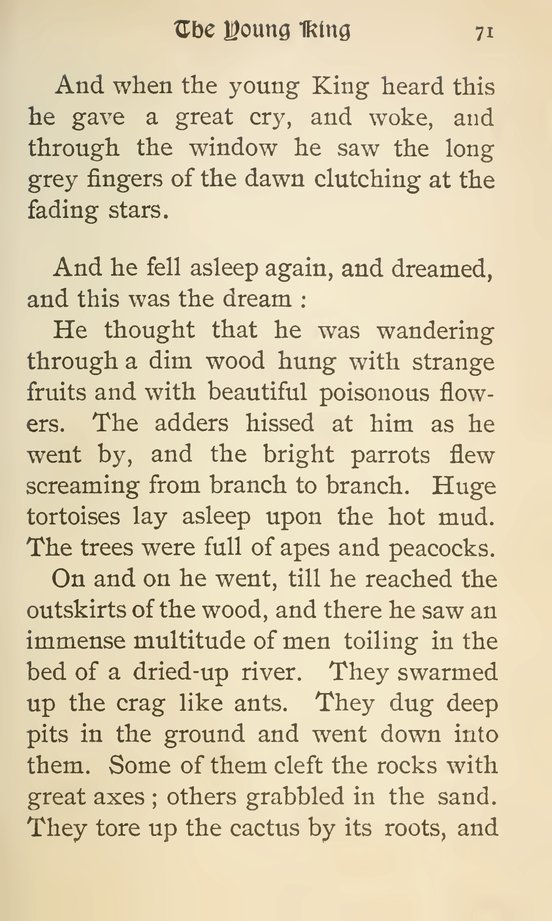 The Young King 71
And when the young King heard this
he gave a great cry, and woke, and
through the window he saw the long
grey fingers of the dawn clutching at the
fading stars.
And he fell asleep again, and dreamed,
and this was the dream :
He thought that he was wandering
through a dim wood hung with strange
fruits and with beautiful poisonous flow-
ers. The adders hissed at him as he
went by, and the bright parrots flew
screaming from branch to branch. Huge
tortoises lay asleep upon the hot mud.
The trees were full of apes and peacocks.
On and on he went, till he reached the
outskirts of the wood, and there he saw an
immense multitude of men toiling in the
bed of a dried-up river. They swarmed
up the crag like ants. They dug deep
pits in the ground and went down into
them. Some of them cleft the rocks with
great axes ; others grabbled in the sand.
They tore up the cactus by its roots, and